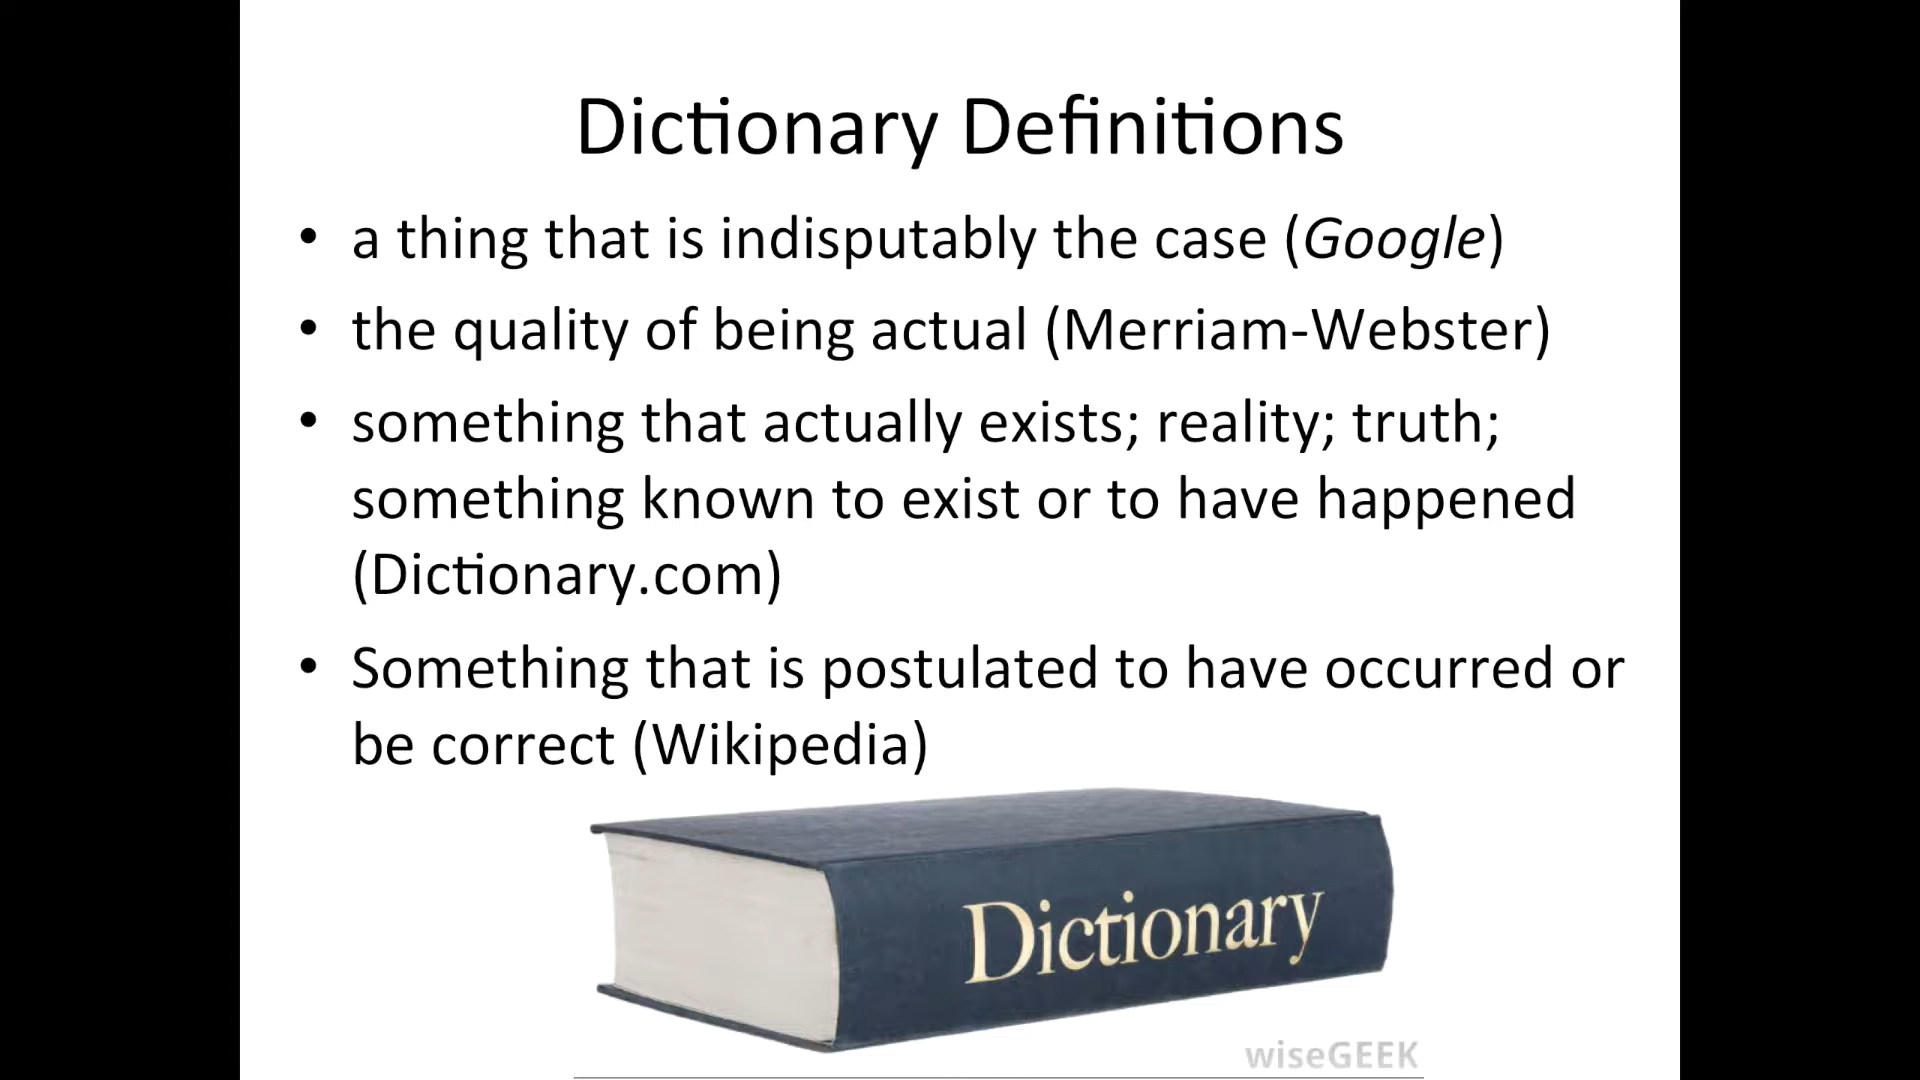 Dictionary Definitions
• a thing that is indisputably the case (Google)
• the quality of being actual (Merriam-Webster)
• something that actually exists; reality; truth;
something known to exist or to have happened
(Dictionary.com)
• Something that is postulated to have occurred or
be correct (Wikipedia)
Dictionary
wiseGEEK